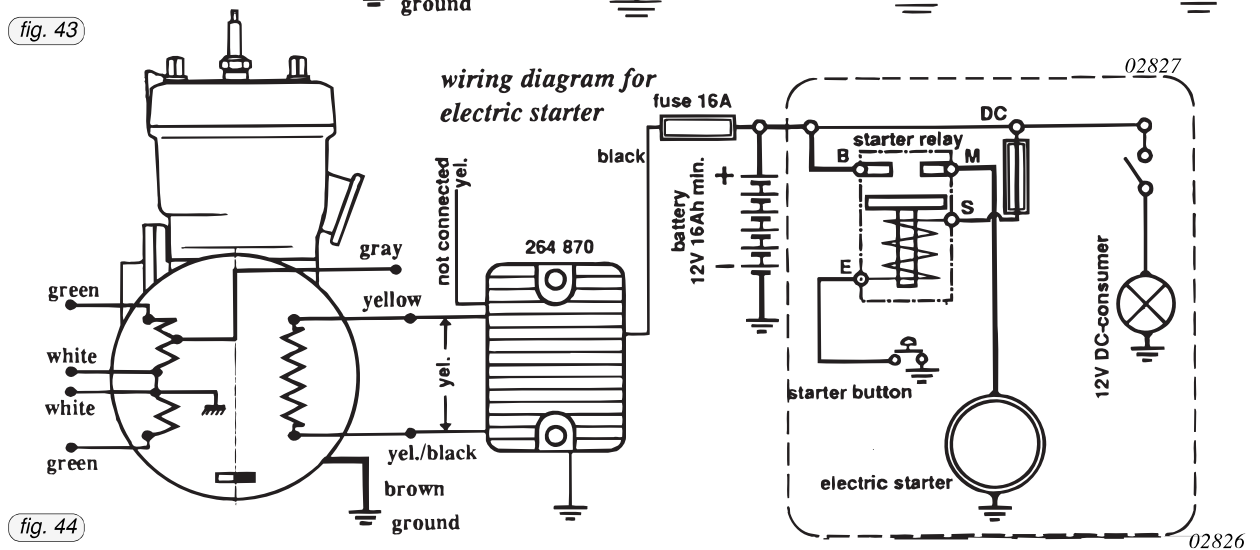 ground
fig. 43
02827
wiring diagram for
electric starter
fuse 16A
black
not connected
yel.
264 870
gray
green
yellow
white
yel.
white
yel./black
green
brown
ground
+
battery
12V 16Ah min.
−
DC
starter relay
B
M
S
E
starter button
electric starter
12V DC-consumer
fig. 44
02826